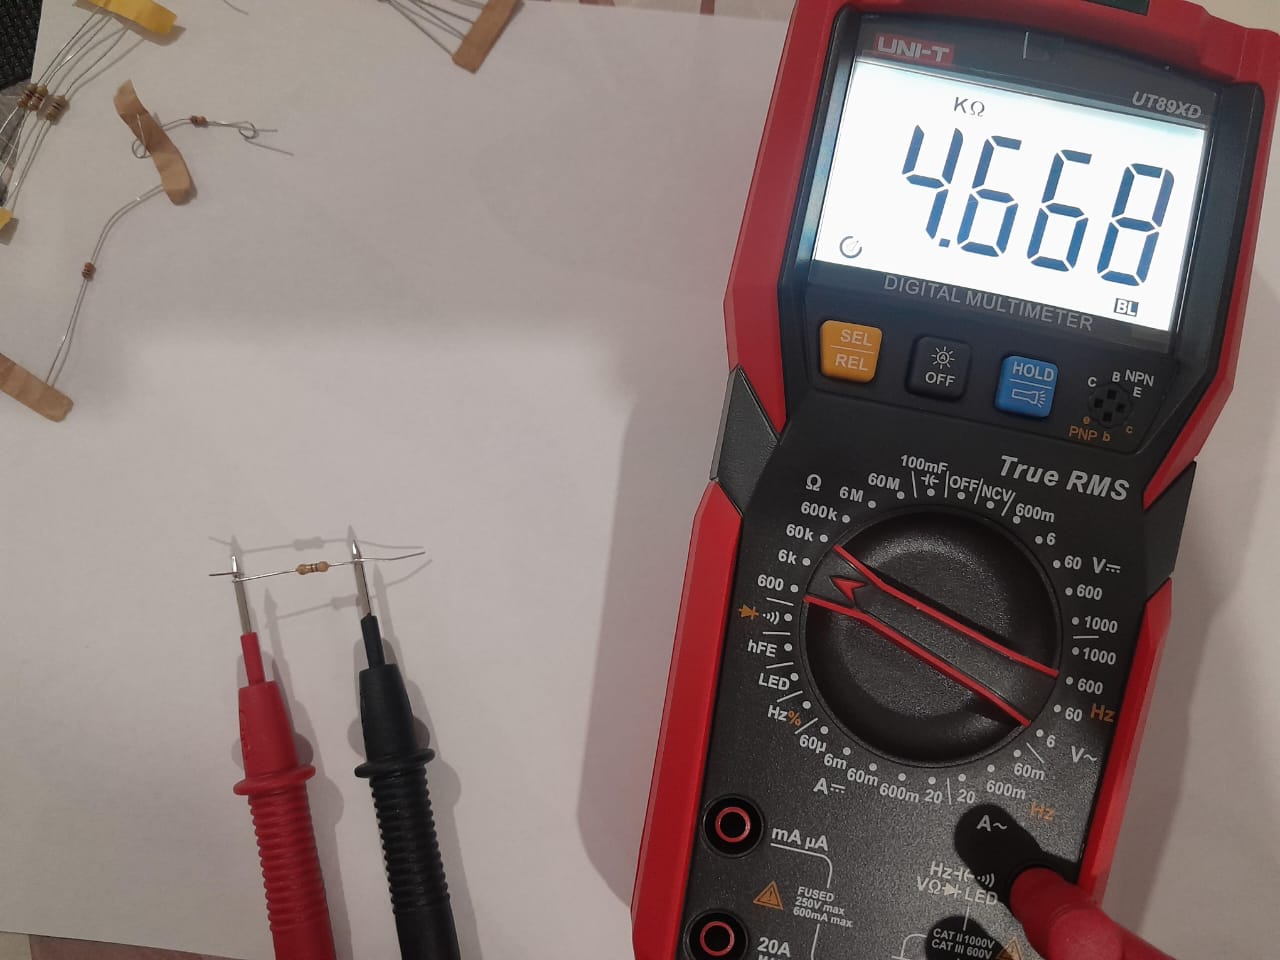 UNI-T
UT89XD
KΩ
4.668
BL
DIGITAL MULTIMETER
SEL
REL
A
OFF
HOLD
C B NPN
E
e
PNP b c
True RMS
Ω 6M 60M 100mF OFF NCV 600m
600k 6
60k 60 V
6k 600
600 1000
hFE 1000
LED 600
Hz% 60 Hz
60µ 6 V~
6m 60m
A 60m 600m 20 20 600m Hz
A~
mA µA
Hz
VΩ LED
FUSED
250V max
600mA max
CAT II 1000V
CAT III 600V
20A